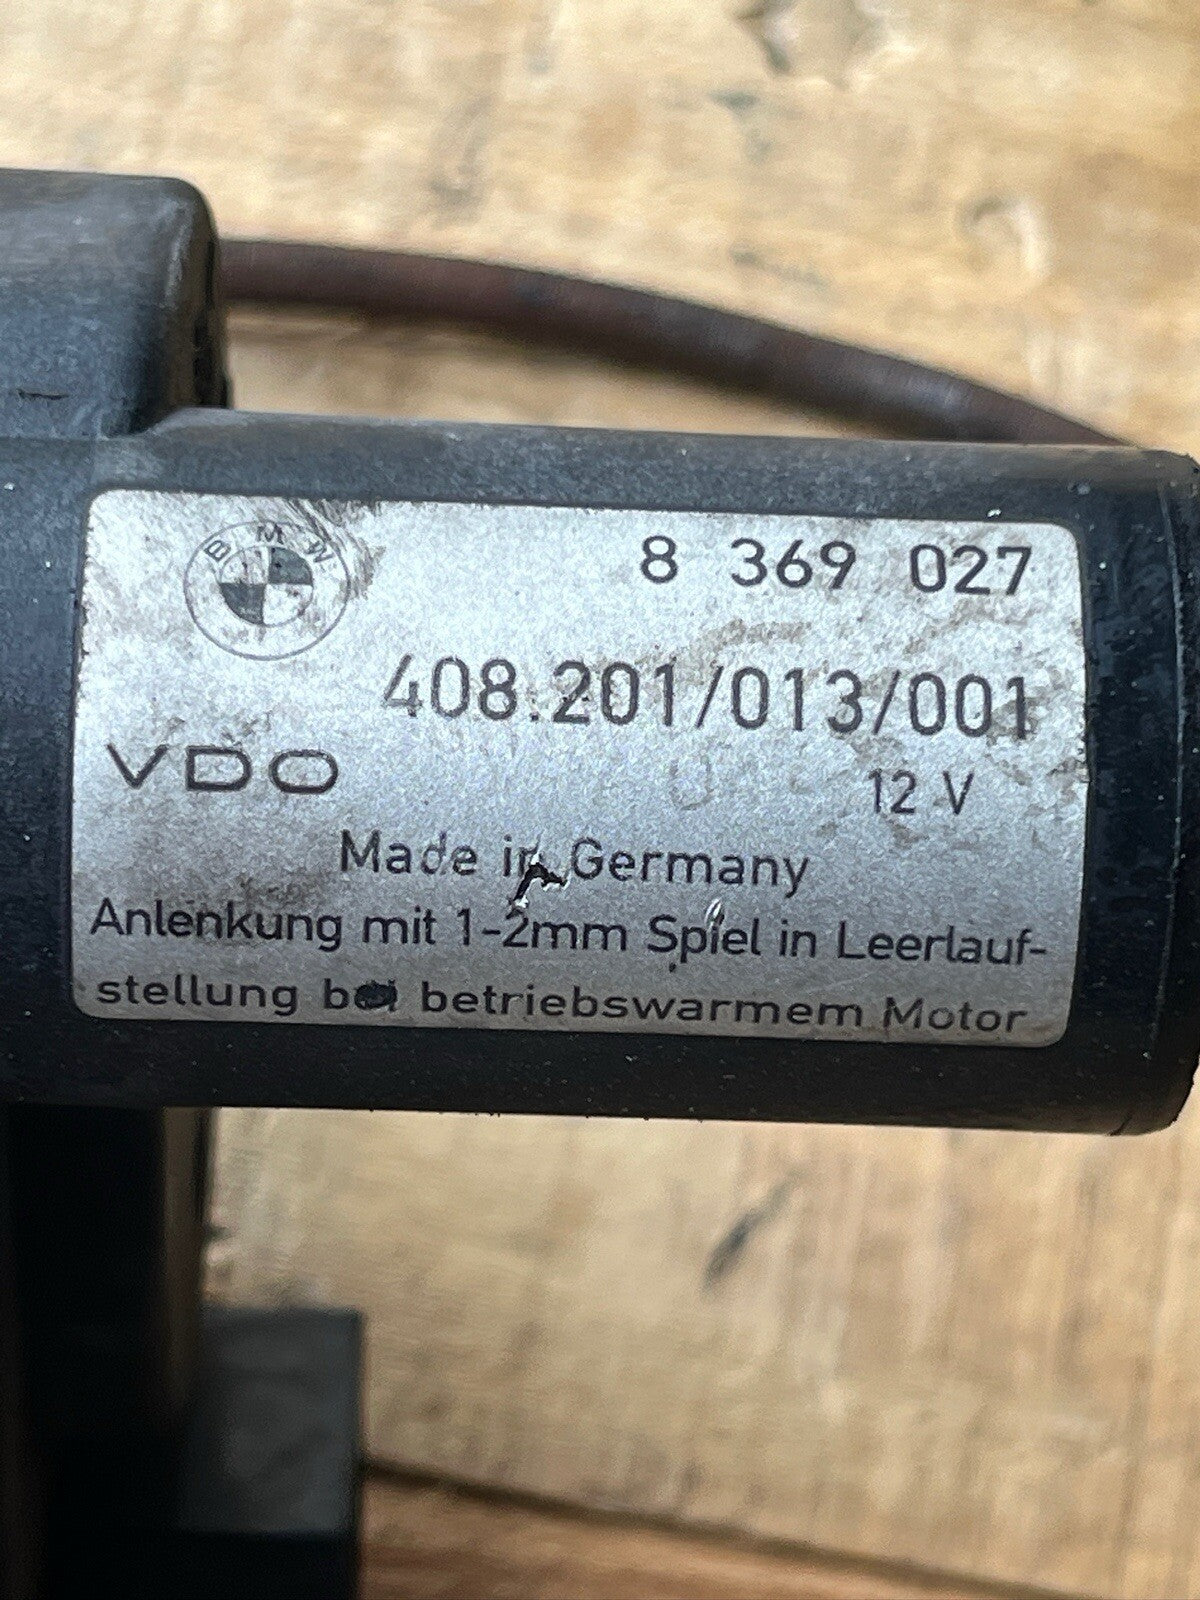 BMW
8 369 027
408.201/013/001
VDO
12 V
Made in Germany
Anlenkung mit 1-2mm Spiel in Leerlauf-
stellung bei betriebswarmem Motor